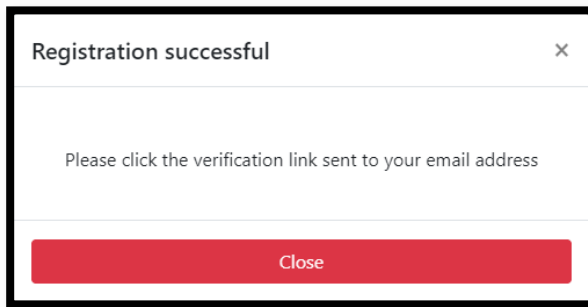 Registration successful
×
Please click the verification link sent to your email address
Close